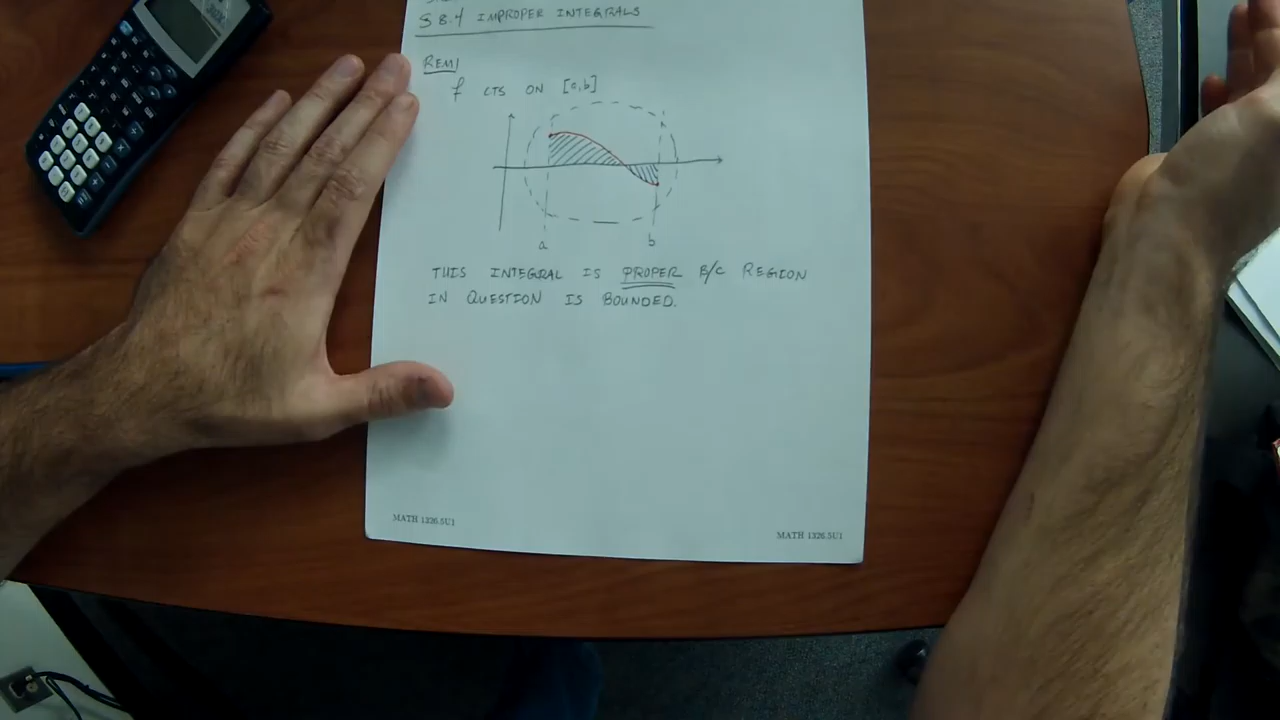 § 8.4 IMPROPER INTEGRALS
REM/
f CTS ON [a,b]
a b
THIS INTEGRAL IS PROPER B/C REGION
IN QUESTION IS BOUNDED.
MATH 1326.5U1 MATH 1326.5U1